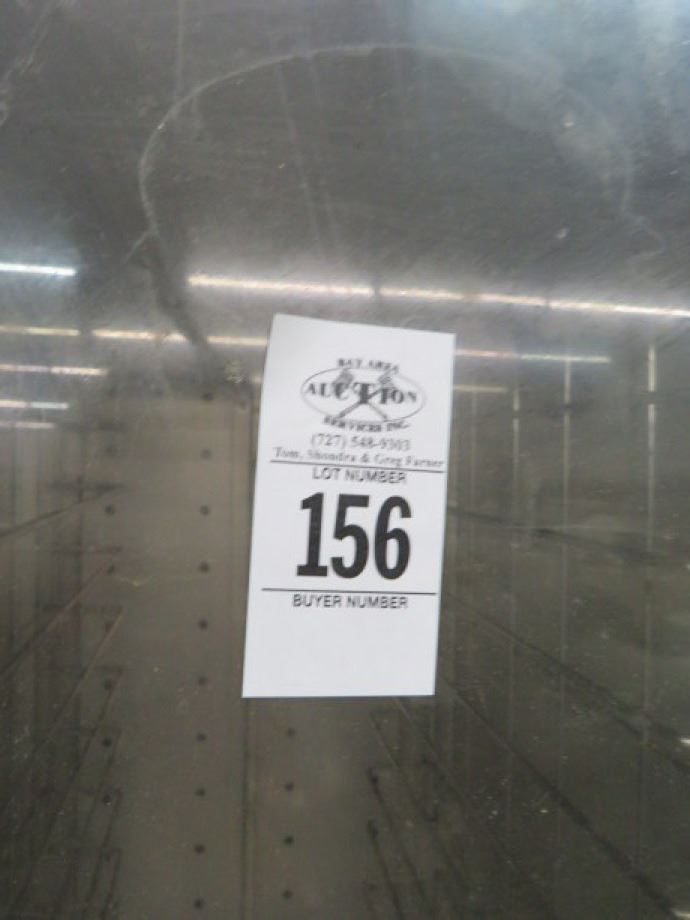 BAY AREA
AUCTION
SERVICES INC.
(727) 548-9303
Tom, Shondra & Greg Farner
LOT NUMBER
156
BUYER NUMBER